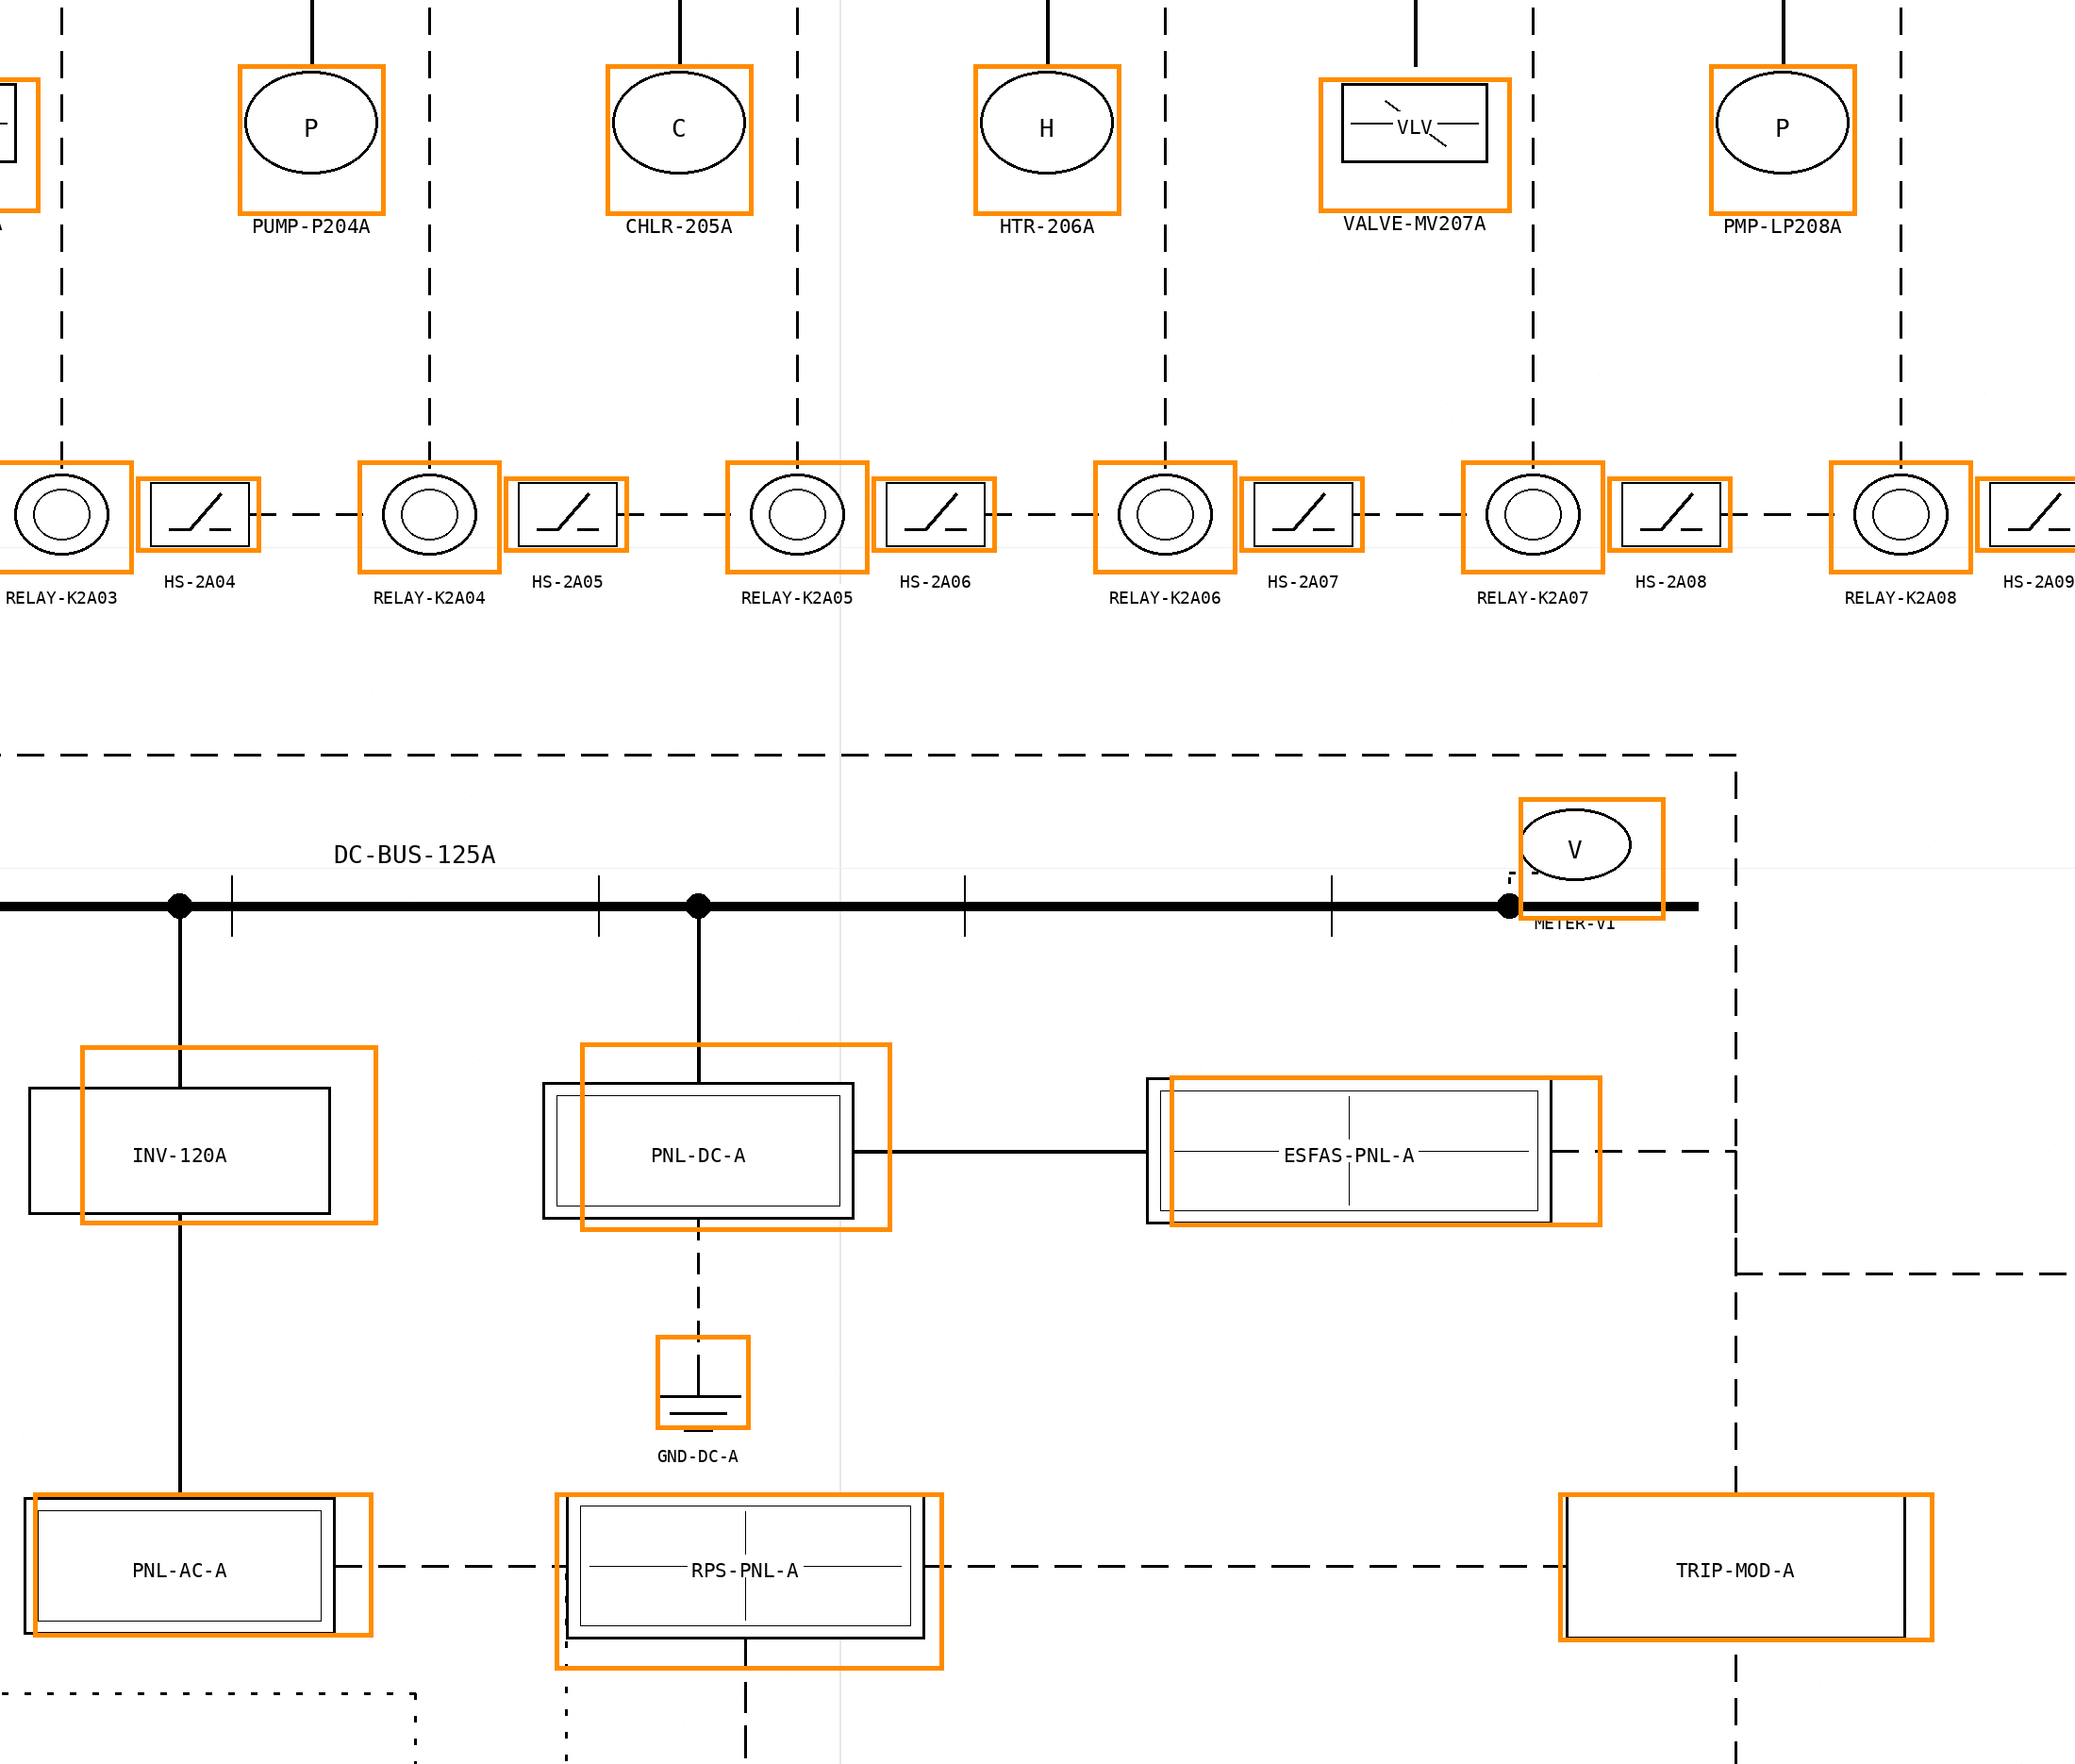 P
C
H
VLV
P
PUMP-P204A
CHLR-205A
HTR-206A
VALVE-MV207A
PMP-LP208A
HS-2A04
HS-2A05
HS-2A06
HS-2A07
HS-2A08
HS-2A09
RELAY-K2A03
RELAY-K2A04
RELAY-K2A05
RELAY-K2A06
RELAY-K2A07
RELAY-K2A08
V
DC-BUS-125A
INV-120A
PNL-DC-A
ESFAS-PNL-A
GND-DC-A
PNL-AC-A
RPS-PNL-A
TRIP-MOD-A